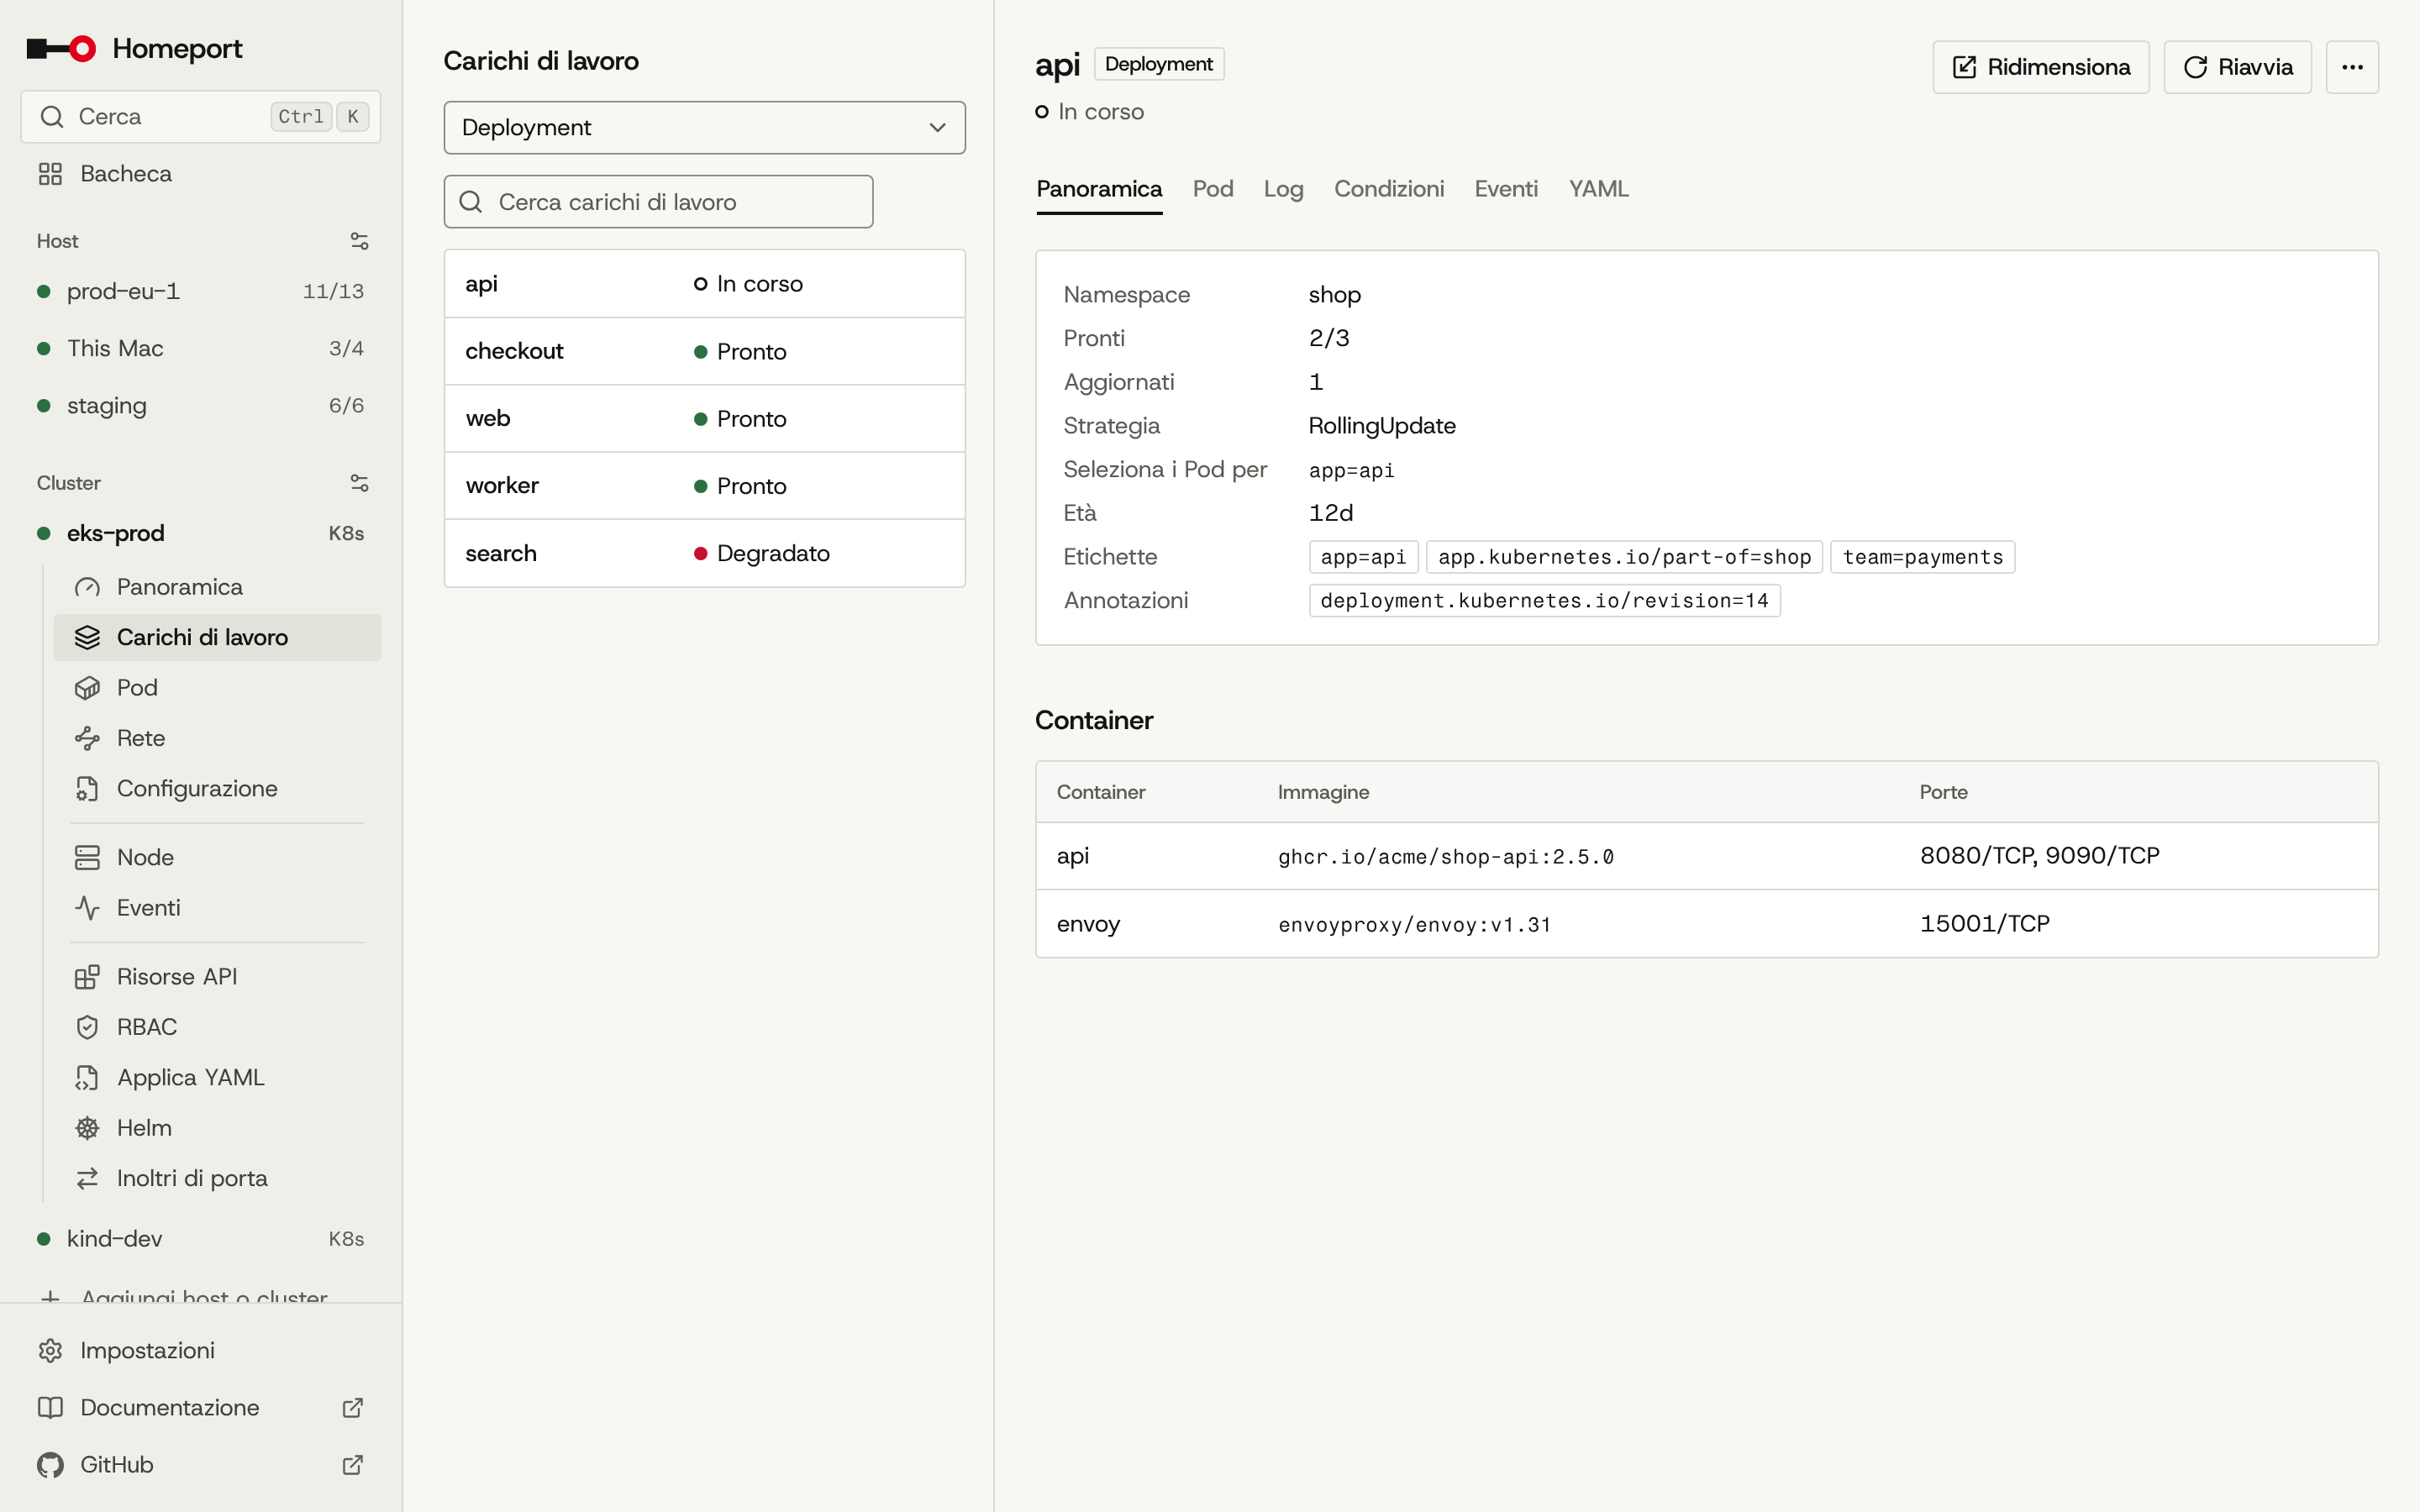 Homeport
Cerca Ctrl K
Bacheca
Host
prod-eu-1 11/13
This Mac 3/4
staging 6/6
Cluster
eks-prod K8s
Panoramica
Carichi di lavoro
Pod
Rete
Configurazione
Node
Eventi
Risorse API
RBAC
Applica YAML
Helm
Inoltri di porta
kind-dev K8s
Aggiungi host o cluster
Impostazioni
Documentazione
GitHub
Carichi di lavoro
Deployment
Cerca carichi di lavoro
api In corso
checkout Pronto
web Pronto
worker Pronto
search Degradato
api Deployment
In corso
Ridimensiona Riavvia
Panoramica Pod Log Condizioni Eventi YAML
Namespace shop
Pronti 2/3
Aggiornati 1
Strategia RollingUpdate
Seleziona i Pod per app=api
Età 12d
Etichette app=api app.kubernetes.io/part-of=shop team=payments
Annotazioni deployment.kubernetes.io/revision=14
Container
Container Immagine Porte
api ghcr.io/acme/shop-api:2.5.0 8080/TCP, 9090/TCP
envoy envoyproxy/envoy:v1.31 15001/TCP